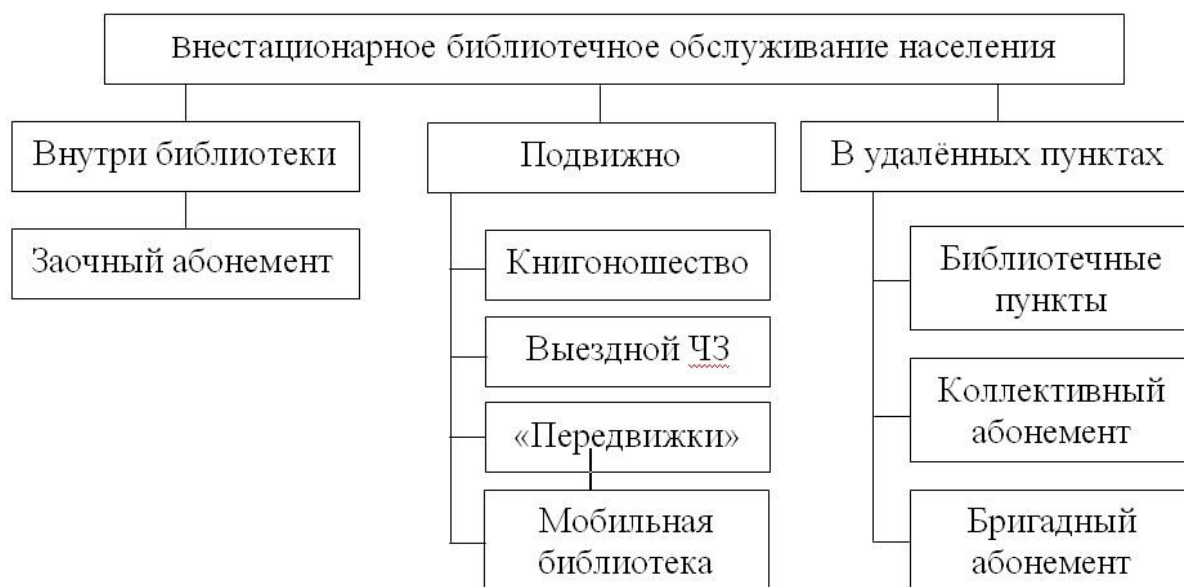 Внестационарное библиотечное обслуживание населения
Внутри библиотеки
Заочный абонемент
Подвижно
Книгоношество
Выездной ЧЗ
«Передвижки»
Мобильная
библиотека
В удалённых пунктах
Библиотечные
пункты
Коллективный
абонемент
Бригадный
абонемент